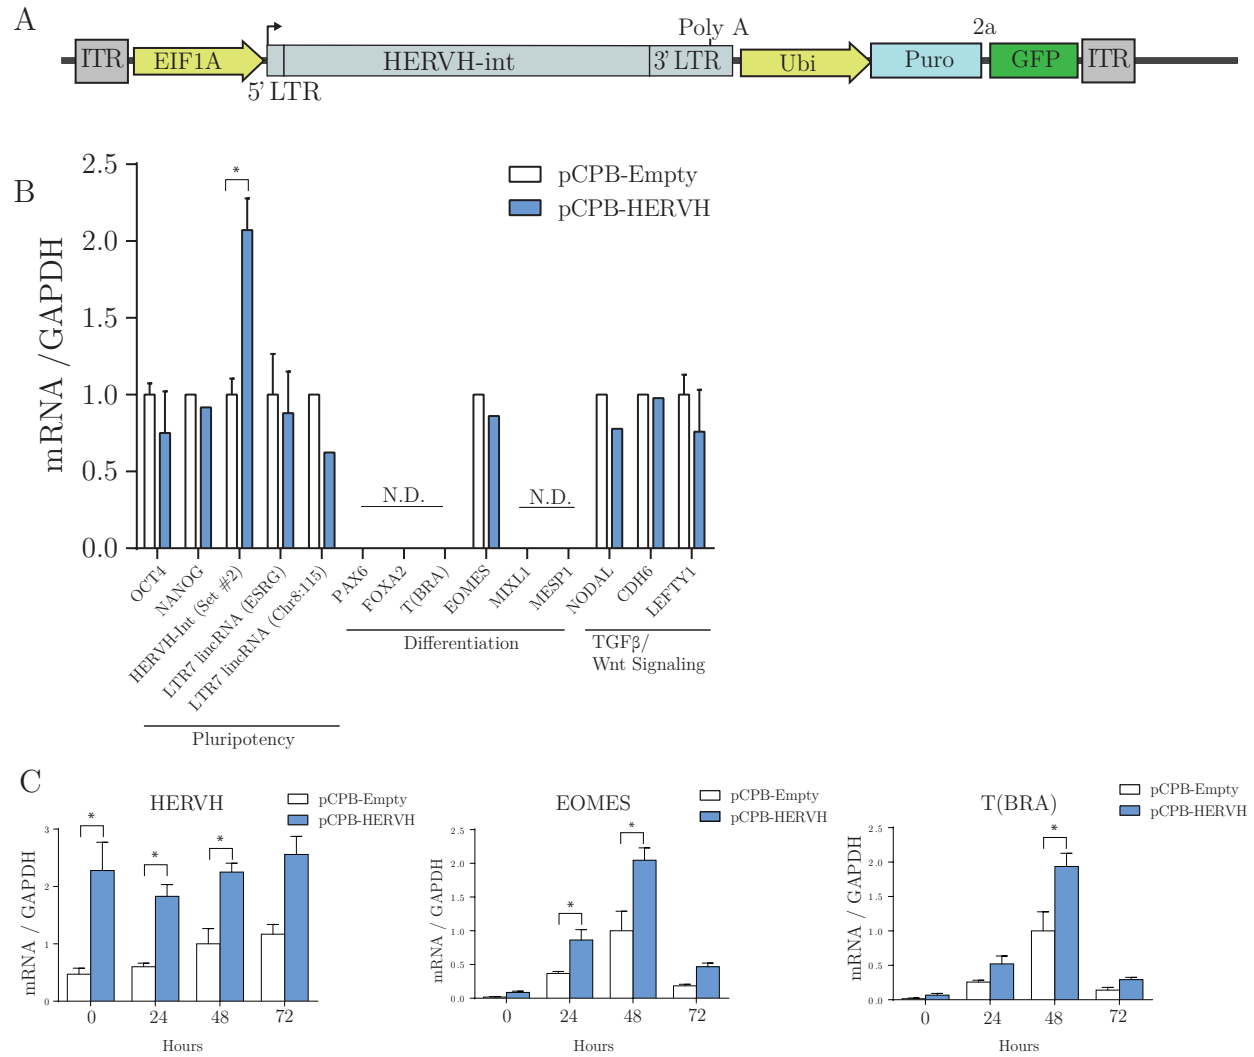 A
Poly A
2a
ITR
EIF1A
HERVH-int
3' LTR
Ubi
Puro
GFP
ITR
5' LTR
B
mRNA /GAPDH
2.5
2.0
1.5
1.0
0.5
0.0
*
pCPB-Empty
pCPB-HERVH
N.D.
N.D.
OCT4
NANOG
HERVH-Int (Set #2)
LTR7 lincRNA (ESRG)
LTR7 lincRNA (Chr8:115)
PAX6
FOXA2
T(BRA)
EOMES
MIXL1
MESP1
NODAL
CDH6
LEFTY1
Differentiation
TGFβ/
Wnt Signaling
Pluripotency
C
HERVH
pCPB-Empty
pCPB-HERVH
mRNA / GAPDH
3
2
1
0
*
*
*
0 24 48 72
Hours
EOMES
pCPB-Empty
pCPB-HERVH
mRNA / GAPDH
2.5
2.0
1.5
1.0
0.5
0.0
*
*
0 24 48 72
Hours
T(BRA)
pCPB-Empty
pCPB-HERVH
mRNA / GAPDH
2.5
2.0
1.5
1.0
0.5
0.0
*
0 24 48 72
Hours